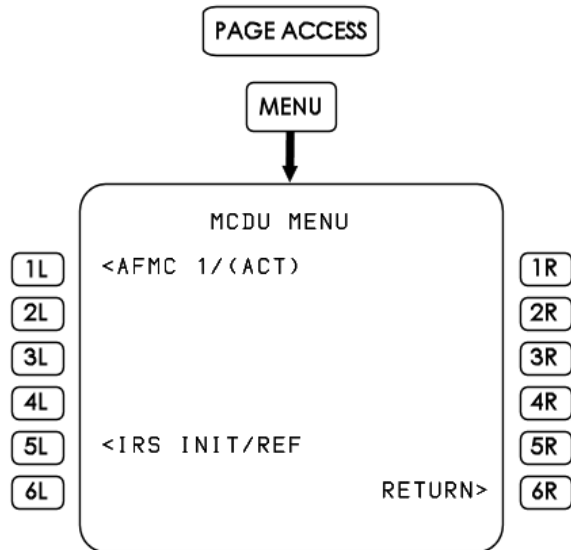 PAGE ACCESS
MENU
MCDU MENU
1L <AFMC 1/(ACT) 1R
2L 2R
3L 3R
4L 4R
5L <IRS INIT/REF 5R
6L RETURN> 6R